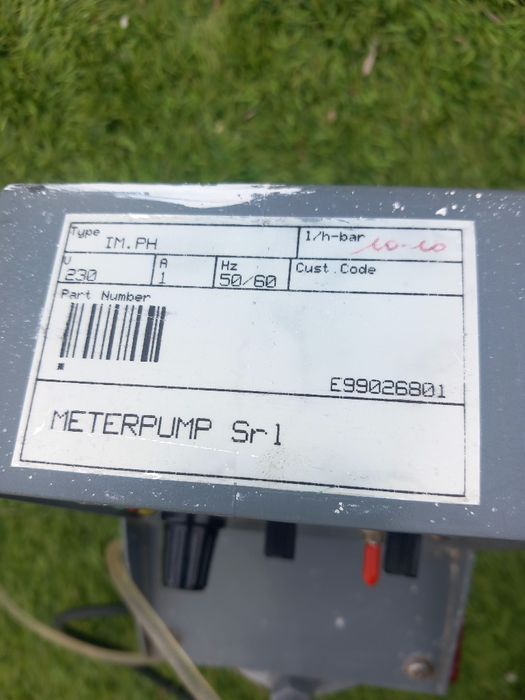 Type
IM.PH
l/h-bar
10-10
V
230
A
1
Hz
50/60
Cust.Code
Part Number
E99026801
METERPUMP Srl